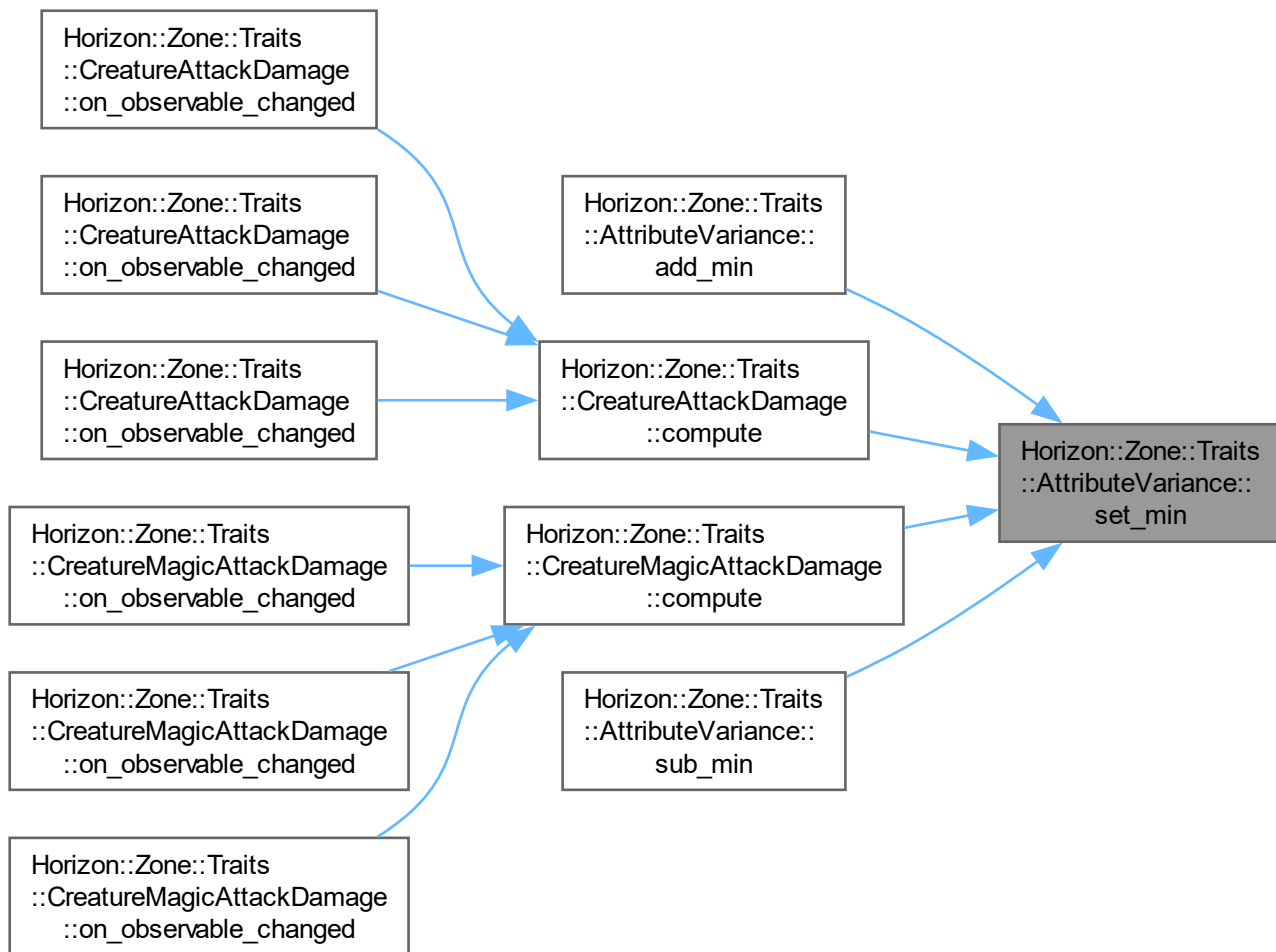 Horizon::Zone::Traits
::CreatureAttackDamage
::on_observable_changed
Horizon::Zone::Traits
::CreatureAttackDamage
::on_observable_changed
Horizon::Zone::Traits
::CreatureAttackDamage
::on_observable_changed
Horizon::Zone::Traits
::CreatureMagicAttackDamage
::on_observable_changed
Horizon::Zone::Traits
::CreatureMagicAttackDamage
::on_observable_changed
Horizon::Zone::Traits
::CreatureMagicAttackDamage
::on_observable_changed
Horizon::Zone::Traits
::AttributeVariance::
add_min
Horizon::Zone::Traits
::CreatureAttackDamage
::compute
Horizon::Zone::Traits
::CreatureMagicAttackDamage
::compute
Horizon::Zone::Traits
::AttributeVariance::
sub_min
Horizon::Zone::Traits
::AttributeVariance::
set_min